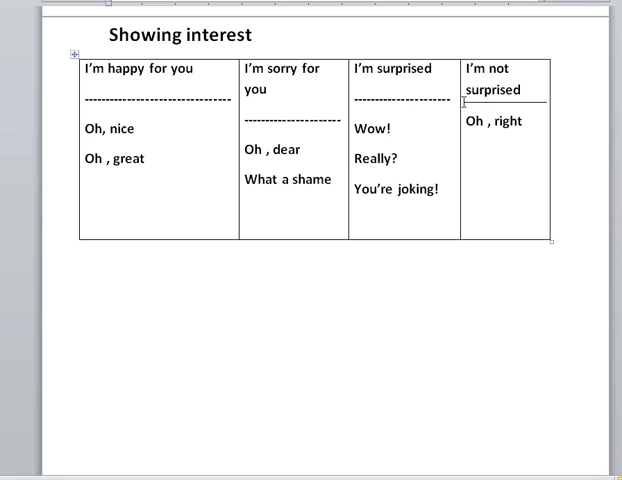 Showing interest
I'm happy for you
--------------------------------
Oh, nice
Oh , great
I'm sorry for
you
---------------------
Oh , dear
What a shame
I'm surprised
---------------------
Wow!
Really?
You're joking!
I'm not
surprised
Oh , right